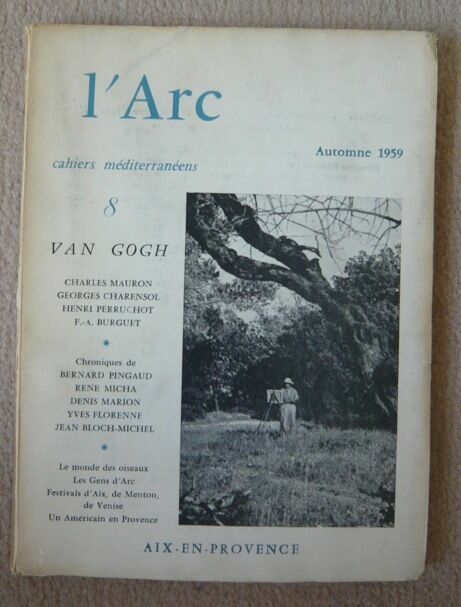 l'Arc
Automne 1959
cahiers méditerranéens
8
VAN GOGH
CHARLES MAURON
GEORGES CHARENSOL
HENRI PERRUCHOT
F.-A. BURGUET
*
Chroniques de
BERNARD PINGAUD
RENE MICHA
DENIS MARION
YVES FLORENNE
JEAN BLOCH-MICHEL
*
Le monde des oiseaux
Les Gens d'Arc
Festivals d'Aix, de Menton,
de Venise
Un Américain en Provence
AIX-EN-PROVENCE